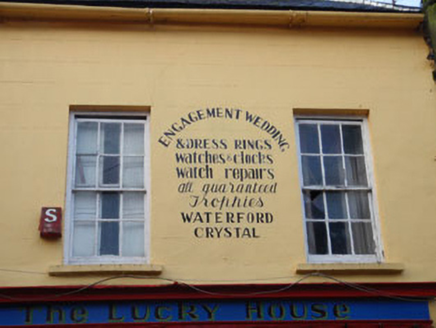 ENGAGEMENT WEDDING
& DRESS RINGS
Watches & clocks
Watch repairs
all guaranteed
Trophies
WATERFORD
CRYSTAL
S
The Lucky House